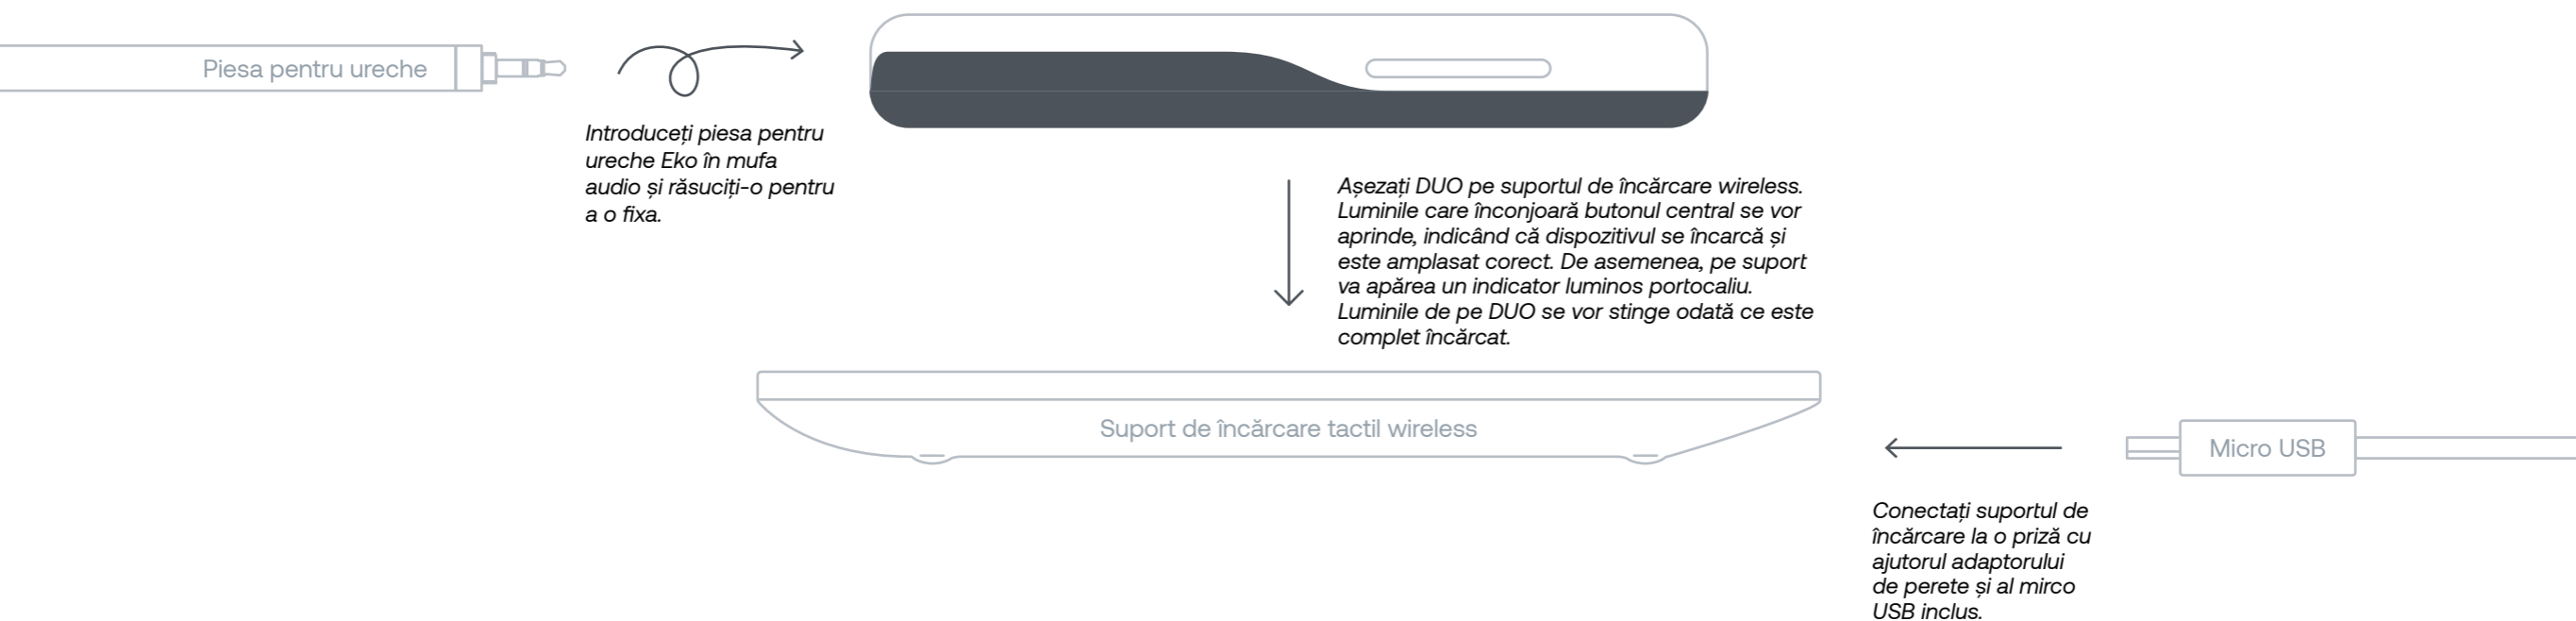 Piesa pentru ureche
Introduceți piesa pentru
ureche Eko în mufa
audio și răsuciți-o pentru
a o fixa.
Așezați DUO pe suportul de încărcare wireless.
Luminile care înconjoară butonul central se vor
aprinde, indicând că dispozitivul se încarcă și
este amplasat corect. De asemenea, pe suport
va apărea un indicator luminos portocaliu.
Luminile de pe DUO se vor stinge odată ce este
complet încărcat.
Suport de încărcare tactil wireless
Micro USB
Conectați suportul de
încărcare la o priză cu
ajutorul adaptorului
de perete și al mirco
USB inclus.